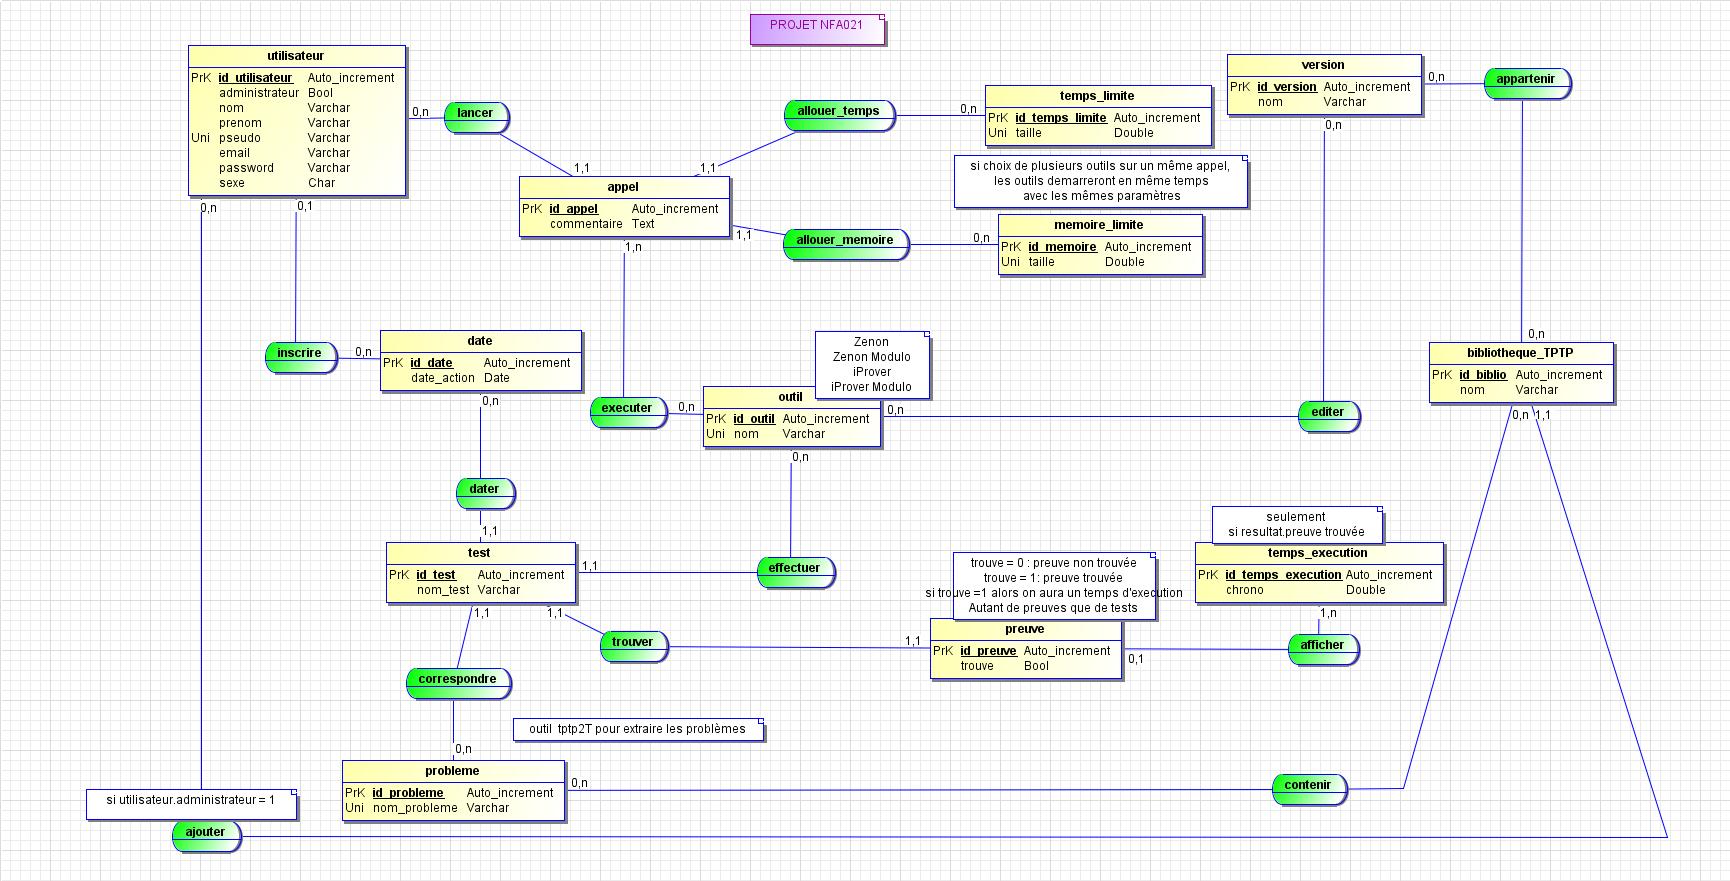 PROJET NFA021
utilisateur
PrK id_utilisateur Auto_increment
administrateur Bool
nom Varchar
prenom Varchar
Uni pseudo Varchar
email Varchar
password Varchar
sexe Char
0,n
lancer
allouer_temps
0,n
temps_limite
PrK id_temps_limite Auto_increment
Uni taille Double
version
PrK id_version Auto_increment
nom Varchar
0,n
appartenir
0,n
1,1
1,1
appel
PrK id_appel Auto_increment
commentaire Text
si choix de plusieurs outils sur un même appel,
les outils demarreront en même temps
avec les mêmes paramètres
0,n
0,1
1,1
1,n
allouer_memoire
0,n
memoire_limite
PrK id_memoire Auto_increment
Uni taille Double
inscrire
0,n
date
PrK id_date Auto_increment
date_action Date
0,n
Zenon
Zenon Modulo
iProver
iProver Modulo
executer
0,n
outil
PrK id_outil Auto_increment
Uni nom Varchar
0,n
0,n
editer
0,n
bibliotheque_TPTP
PrK id_biblio Auto_increment
nom Varchar
0,n
1,1
dater
1,1
test
PrK id_test Auto_increment
nom_test Varchar
1,1
effectuer
1,1
1,1
seulement
si resultat.preuve trouvée
temps_execution
PrK id_temps_execution Auto_increment
chrono Double
1,n
trouve = 0 : preuve non trouvée
trouve = 1: preuve trouvée
si trouve =1 alors on aura un temps d'execution
Autant de preuves que de tests
trouver
1,1
preuve
PrK id_preuve Auto_increment
trouve Bool
0,1
afficher
correspondre
outil tptp2T pour extraire les problèmes
0,n
probleme
PrK id_probleme Auto_increment
Uni nom_probleme Varchar
0,n
contenir
si utilisateur.administrateur = 1
ajouter